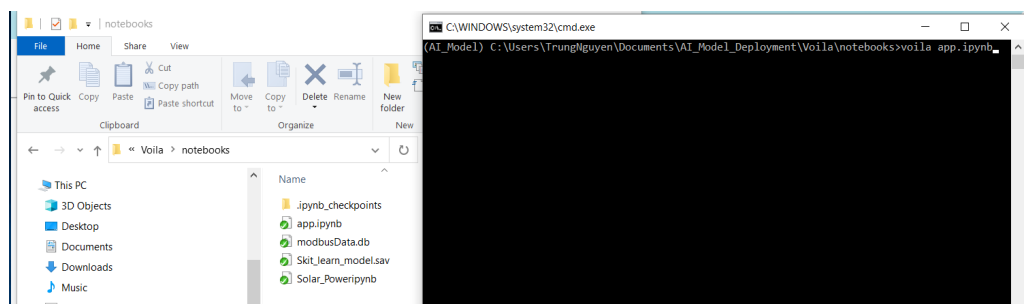 notebooks
File Home Share View
Pin to Quick access
Copy
Paste
Cut
Copy path
Paste shortcut
Move to
Copy to
Delete
Rename
New folder
Clipboard
Organize
New
« Voila > notebooks
This PC
3D Objects
Desktop
Documents
Downloads
Music
Name
.ipynb_checkpoints
app.ipynb
modbusData.db
Skit_learn_model.sav
Solar_Poweripynb
C:\WINDOWS\system32\cmd.exe
(AI_Model) C:\Users\TrungNguyen\Documents\AI_Model_Deployment\Voila\notebooks>voila app.ipynb